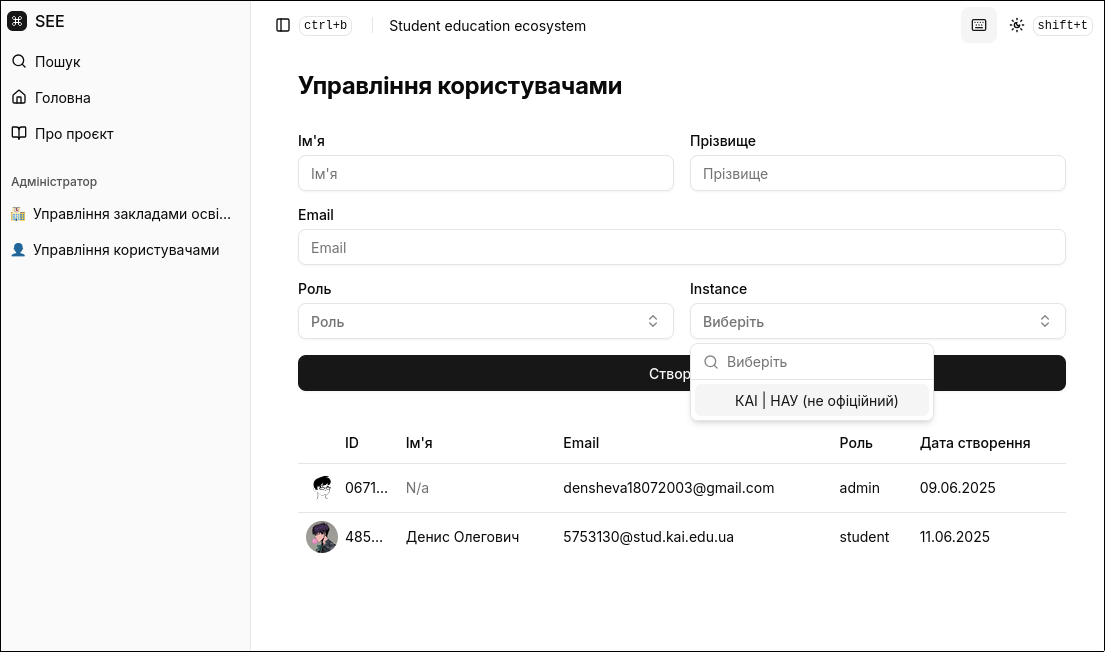 SEE
ctrl+b
Student education ecosystem
shift+t
Пошук
Головна
Про проєкт
Адміністратор
Управління закладами осві...
Управління користувачами
Управління користувачами
Ім'я
Прізвище
Ім'я
Прізвище
Email
Email
Роль
Instance
Роль
Виберіть
Створ
Виберіть
КАІ | НАУ (не офіційний)
ID
Ім'я
Email
Роль
Дата створення
0671...
N/a
densheva18072003@gmail.com
admin
09.06.2025
485...
Денис Олегович
5753130@stud.kai.edu.ua
student
11.06.2025